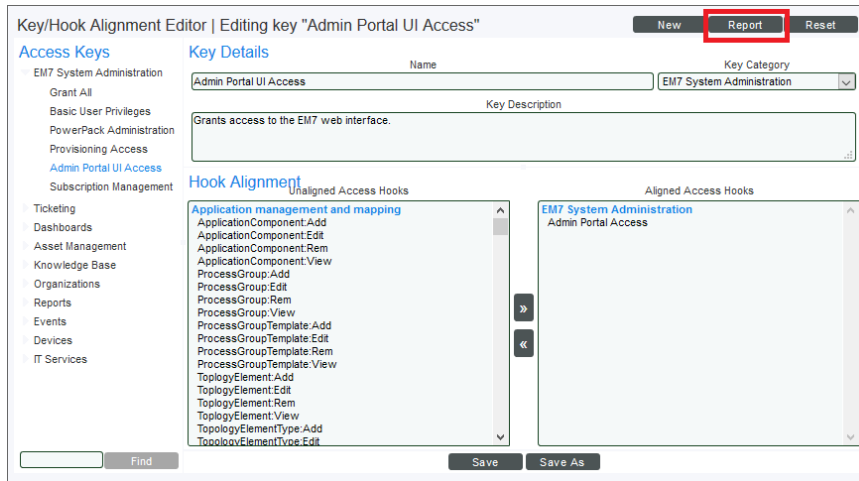 Key/Hook Alignment Editor | Editing key "Admin Portal UI Access"
New
Report
Reset
Access Keys
EM7 System Administration
Grant All
Basic User Privileges
PowerPack Administration
Provisioning Access
Admin Portal UI Access
Subscription Management
Ticketing
Dashboards
Asset Management
Knowledge Base
Organizations
Reports
Events
Devices
IT Services
Find
Key Details
Name
Key Category
Admin Portal UI Access
EM7 System Administration
Key Description
Grants access to the EM7 web interface.
Hook Alignment
Unaligned Access Hooks
Aligned Access Hooks
Application management and mapping
ApplicationComponent:Add
ApplicationComponent:Edit
ApplicationComponent:Rem
ApplicationComponent:View
ProcessGroup:Add
ProcessGroup:Edit
ProcessGroup:Rem
ProcessGroup:View
ProcessGroupTemplate:Add
ProcessGroupTemplate:Edit
ProcessGroupTemplate:Rem
ProcessGroupTemplate:View
ToplogyElement:Add
ToplogyElement:Edit
ToplogyElement:Rem
ToplogyElement:View
TopologyElementType:Add
TopologyElementType:Edit
»
«
EM7 System Administration
Admin Portal Access
Save
Save As